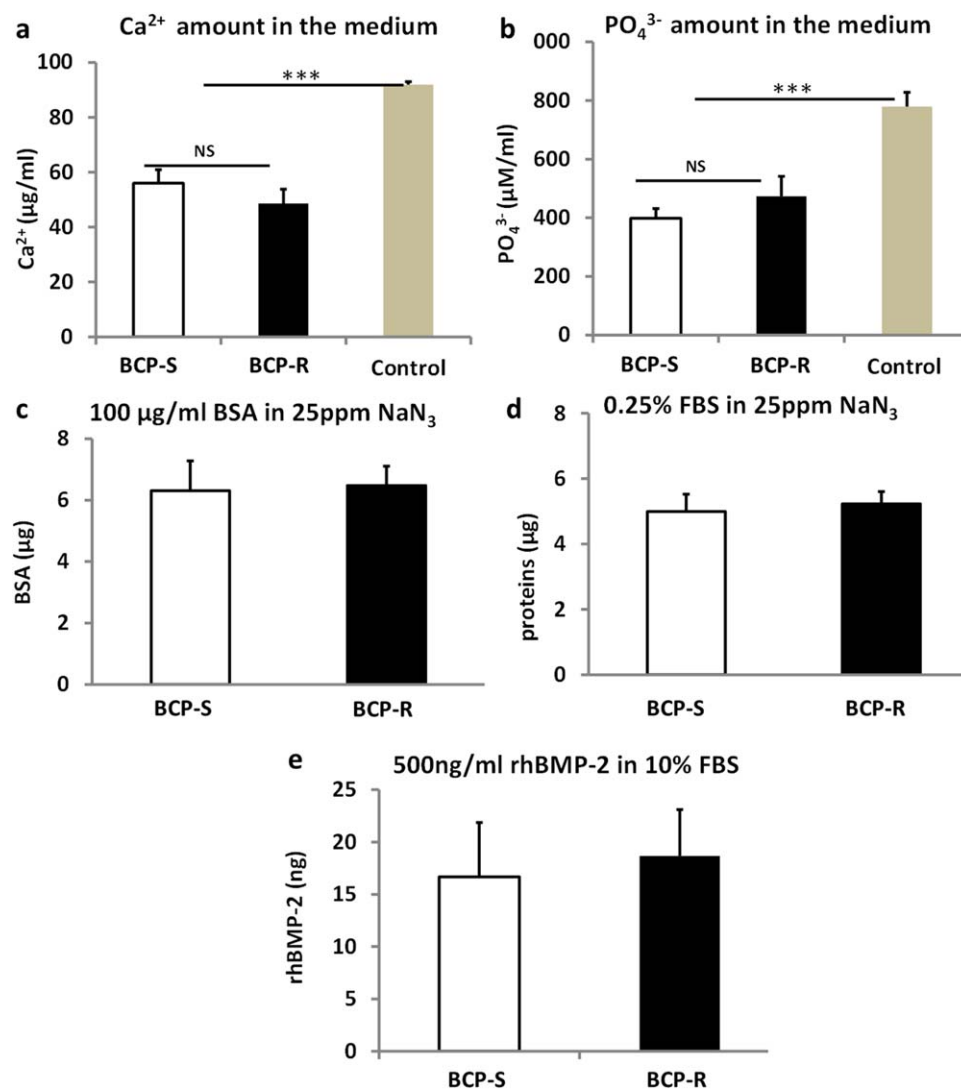 a Ca²⁺ amount in the medium
Ca²⁺ (µg/ml)
100
80
60
40
20
0
***
NS
BCP-S BCP-R Control
b PO₄³⁻ amount in the medium
PO₄³⁻ (µM/ml)
000
800
600
400
200
0
***
NS
BCP-S BCP-R Control
c 100 µg/ml BSA in 25ppm NaN₃
BSA (µg)
8
6
4
2
0
BCP-S BCP-R
d 0.25% FBS in 25ppm NaN₃
proteins (µg)
8
6
4
2
0
BCP-S BCP-R
e 500ng/ml rhBMP-2 in 10% FBS
rhBMP-2 (ng)
25
20
15
10
5
0
BCP-S BCP-R